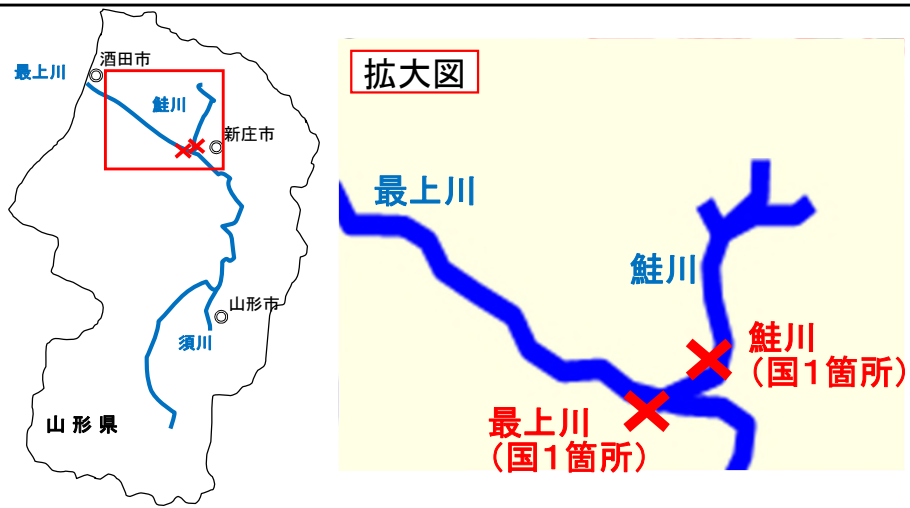 酒田市
最上川
鮭川
新庄市
山形市
須川
山形県
拡大図
最上川
鮭川
鮭川
（国１箇所）
最上川
（国１箇所）